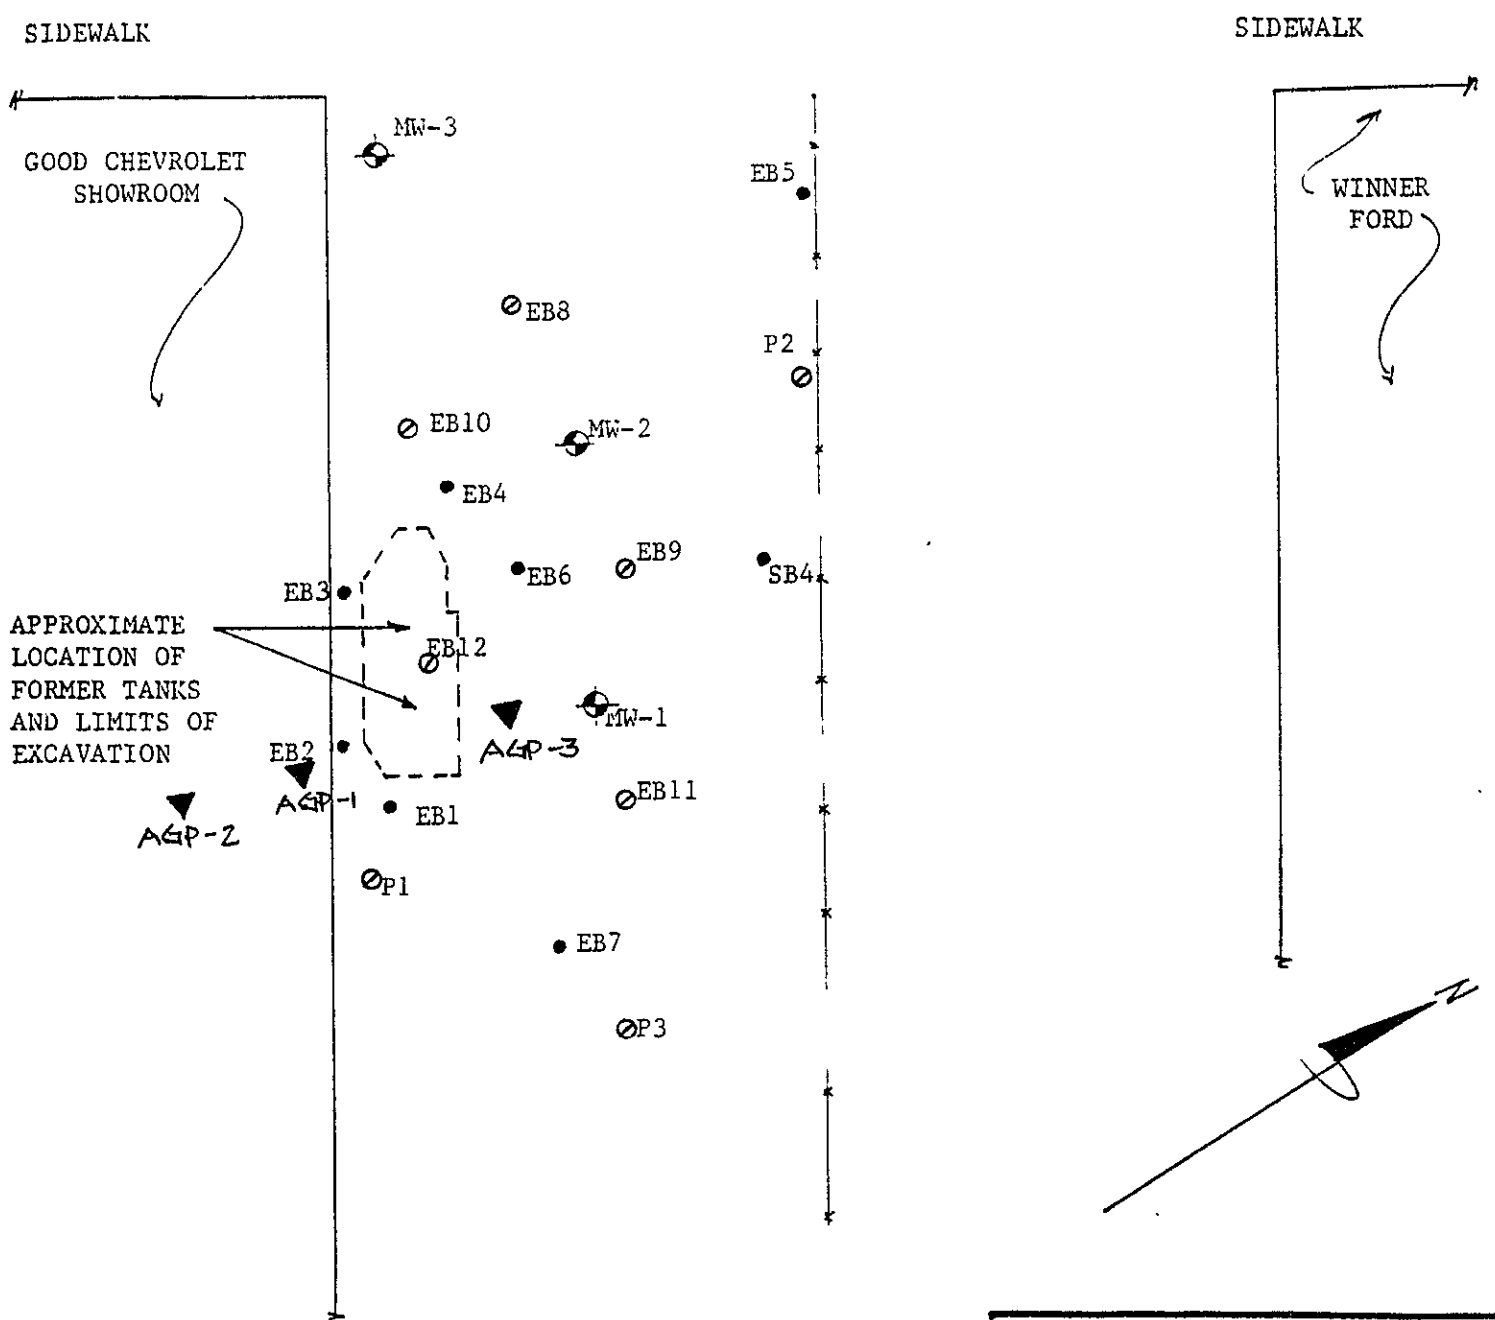 SIDEWALK
SIDEWALK
MW-3
GOOD CHEVROLET
SHOWROOM
EB5
WINNER
FORD
EB8
P2
EB10
MW-2
EB4
EB9
EB6
SB4
EB3
APPROXIMATE
LOCATION OF
FORMER TANKS
AND LIMITS OF
EXCAVATION
EB12
MW-1
AGP-3
EB2
AGP-1
AGP-2
EB1
EB11
P1
EB7
N
P3